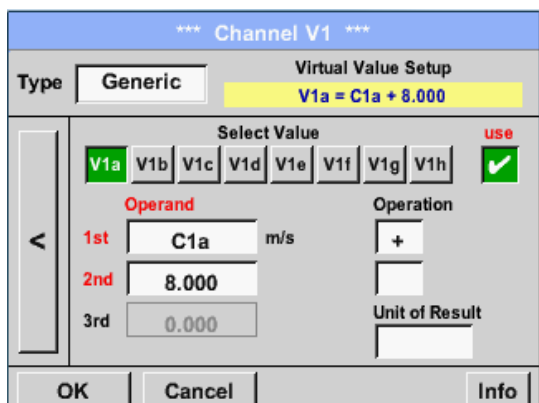 *** Channel V1 ***
Type Generic
Virtual Value Setup
V1a = C1a + 8.000
Select Value use
V1a V1b V1c V1d V1e V1f V1g V1h
Operand Operation
< 1st C1a m/s +
2nd 8.000
3rd 0.000
Unit of Result
OK Cancel Info